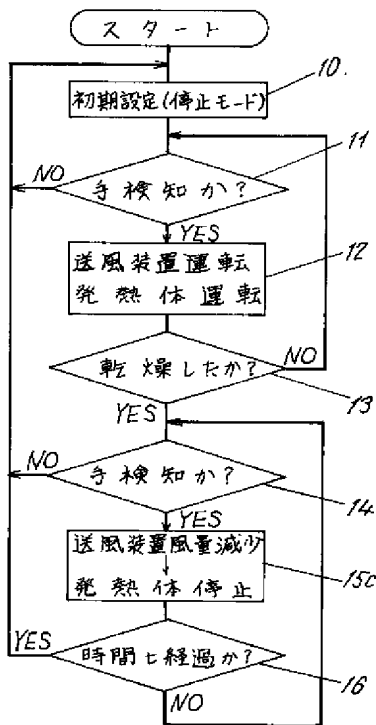 スタート
10.
初期設定(停止モード)
11
手検知か?
NO
YES
12
送風装置運転
発熱体運転
転燥したか?
NO
13
YES
手検知か?
NO
14
YES
送風装置風量減少
発熱体停止
15c
YES
時間t経過か?
16
NO